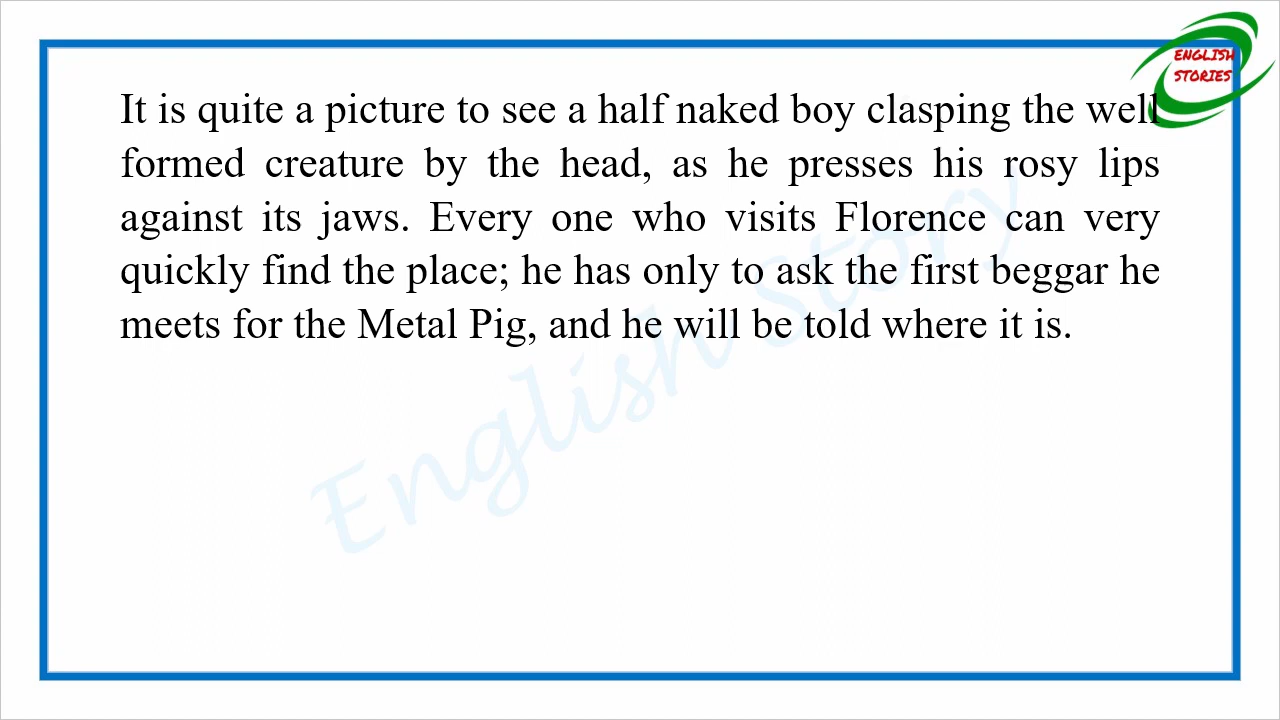 ENGLISH
STORIES
It is quite a picture to see a half naked boy clasping the well
formed creature by the head, as he presses his rosy lips
against its jaws. Every one who visits Florence can very
quickly find the place; he has only to ask the first beggar he
meets for the Metal Pig, and he will be told where it is.
English Story